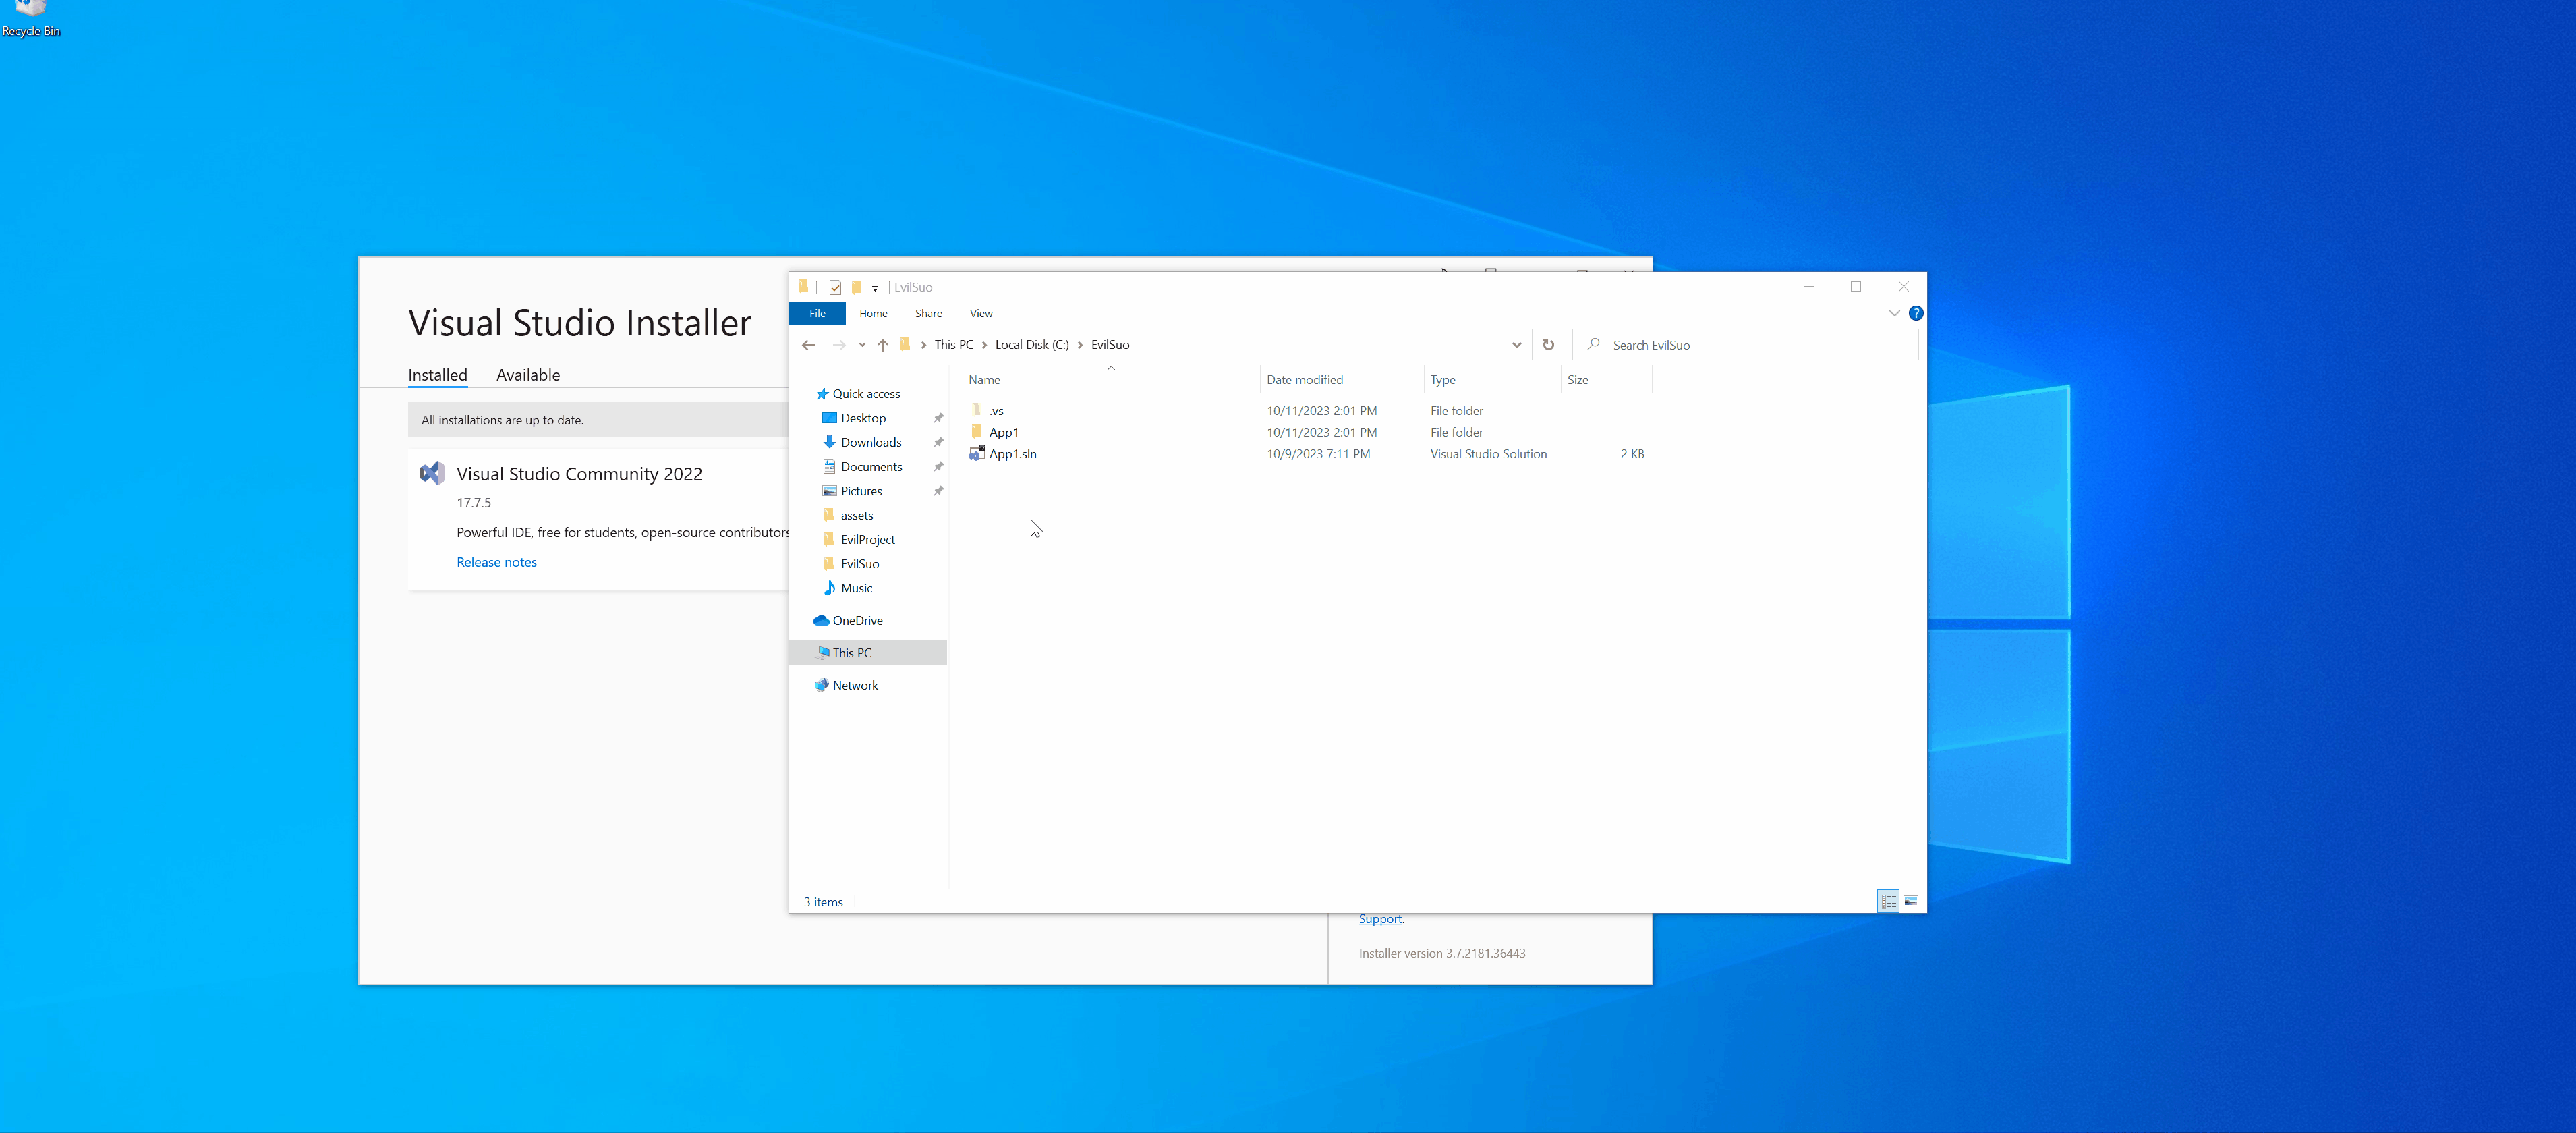 Recycle Bin
Visual Studio Installer
Installed Available
All installations are up to date.
Visual Studio Community 2022
17.7.5
Powerful IDE, free for students, open-source contributors
Release notes
Support.
Installer version 3.7.2181.36443
EvilSuo
File Home Share View
This PC Local Disk (C:) EvilSuo
Search EvilSuo
Quick access
Desktop
Downloads
Documents
Pictures
assets
EvilProject
EvilSuo
Music
OneDrive
This PC
Network
Name Date modified Type Size
.vs 10/11/2023 2:01 PM File folder
App1 10/11/2023 2:01 PM File folder
App1.sln 10/9/2023 7:11 PM Visual Studio Solution 2 KB
3 items